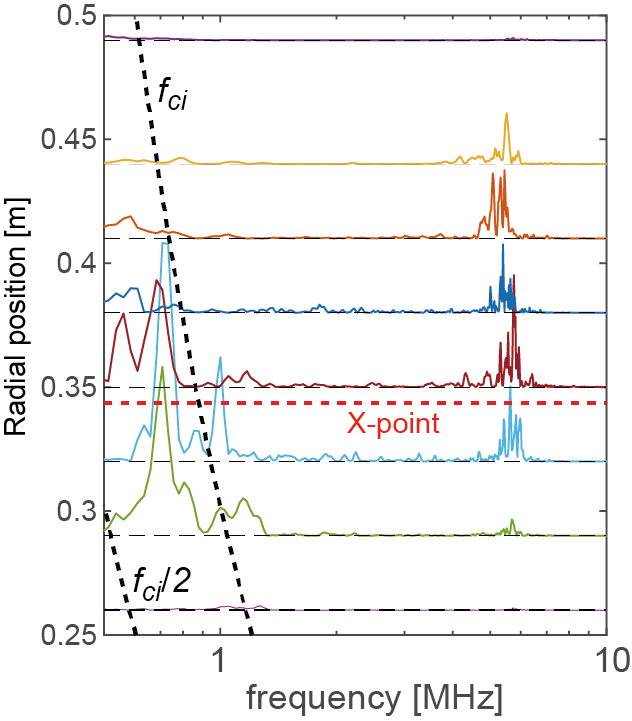 0.5
f_ci
0.45
0.4
0.35
X-point
0.3
f_ci/2
0.25
1
10
Radial position [m]
frequency [MHz]